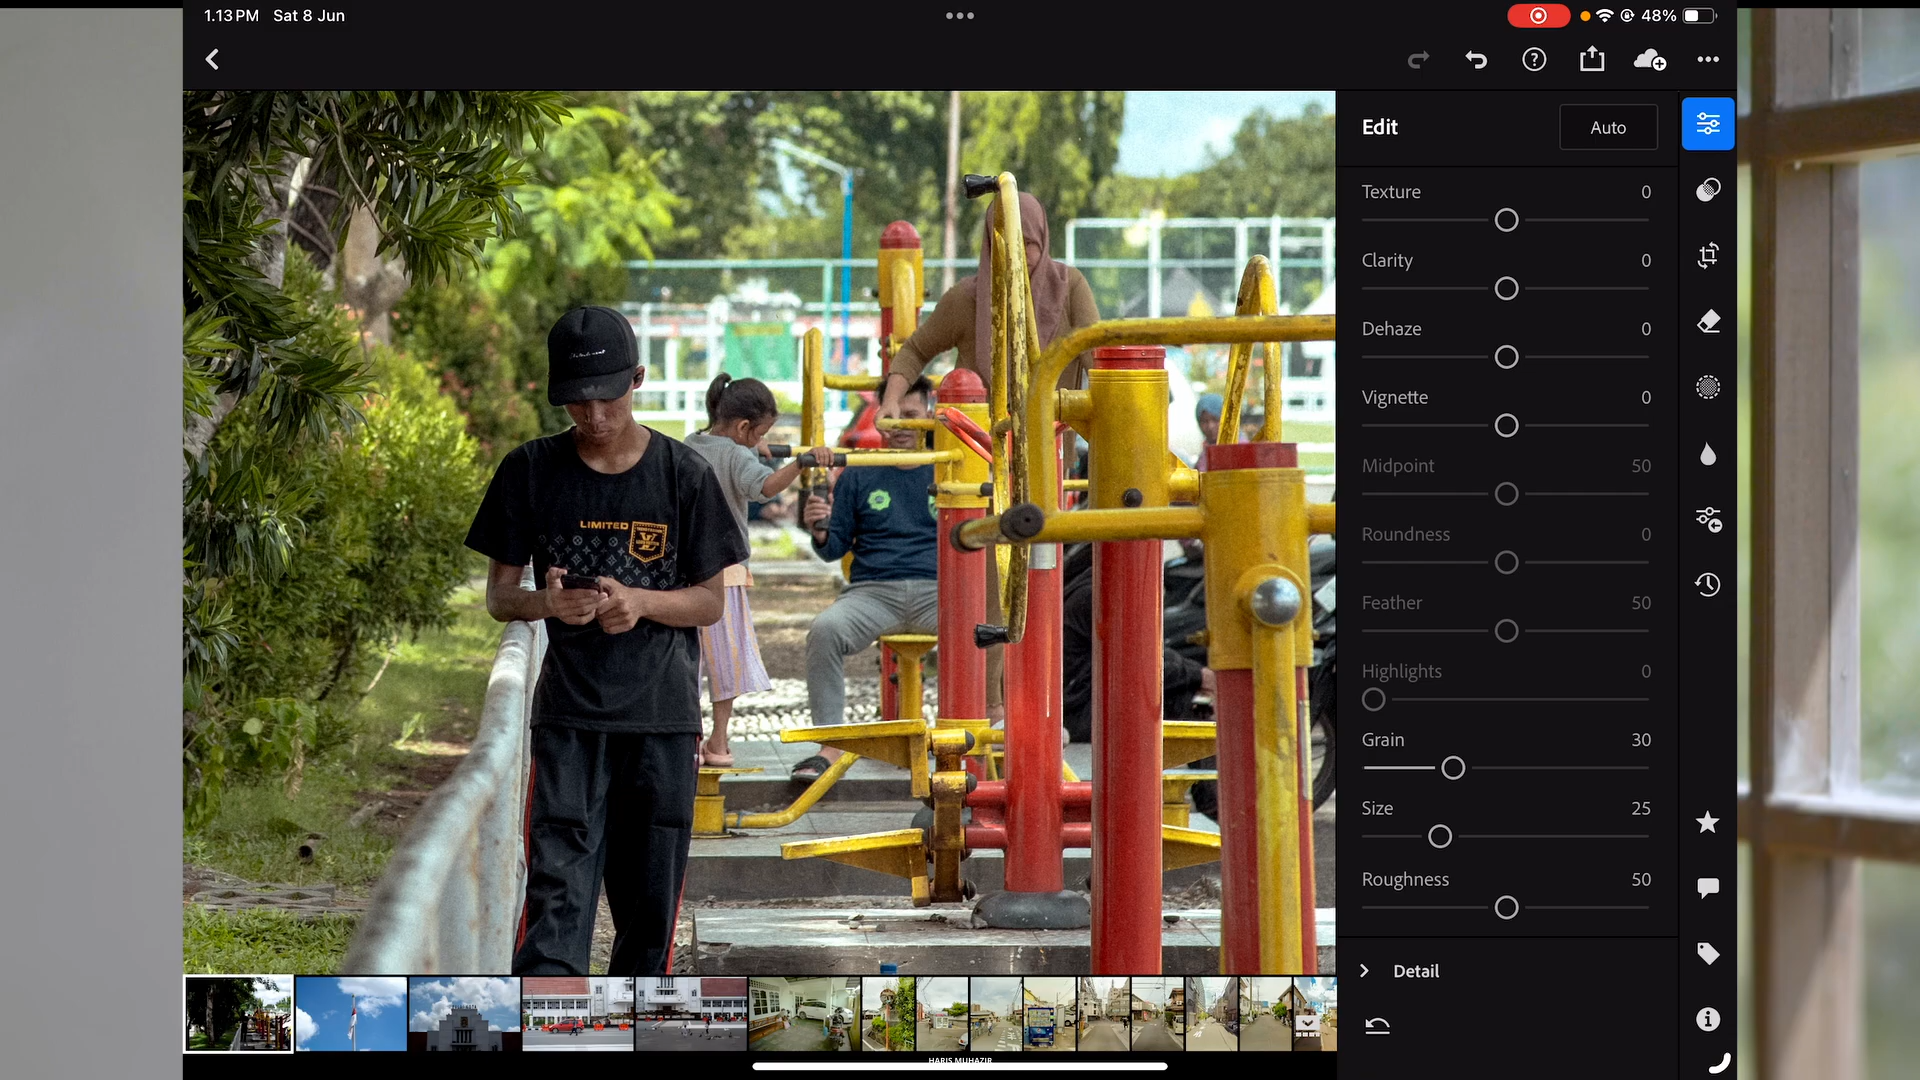 1.13 PM Sat 8 Jun
48%
Edit
Auto
Texture 0
Clarity 0
Dehaze 0
Vignette 0
Midpoint 50
Roundness 0
Feather 50
Highlights 0
Grain 30
Size 25
Roughness 50
Detail
LIMITED
HARIS MUHAZIR